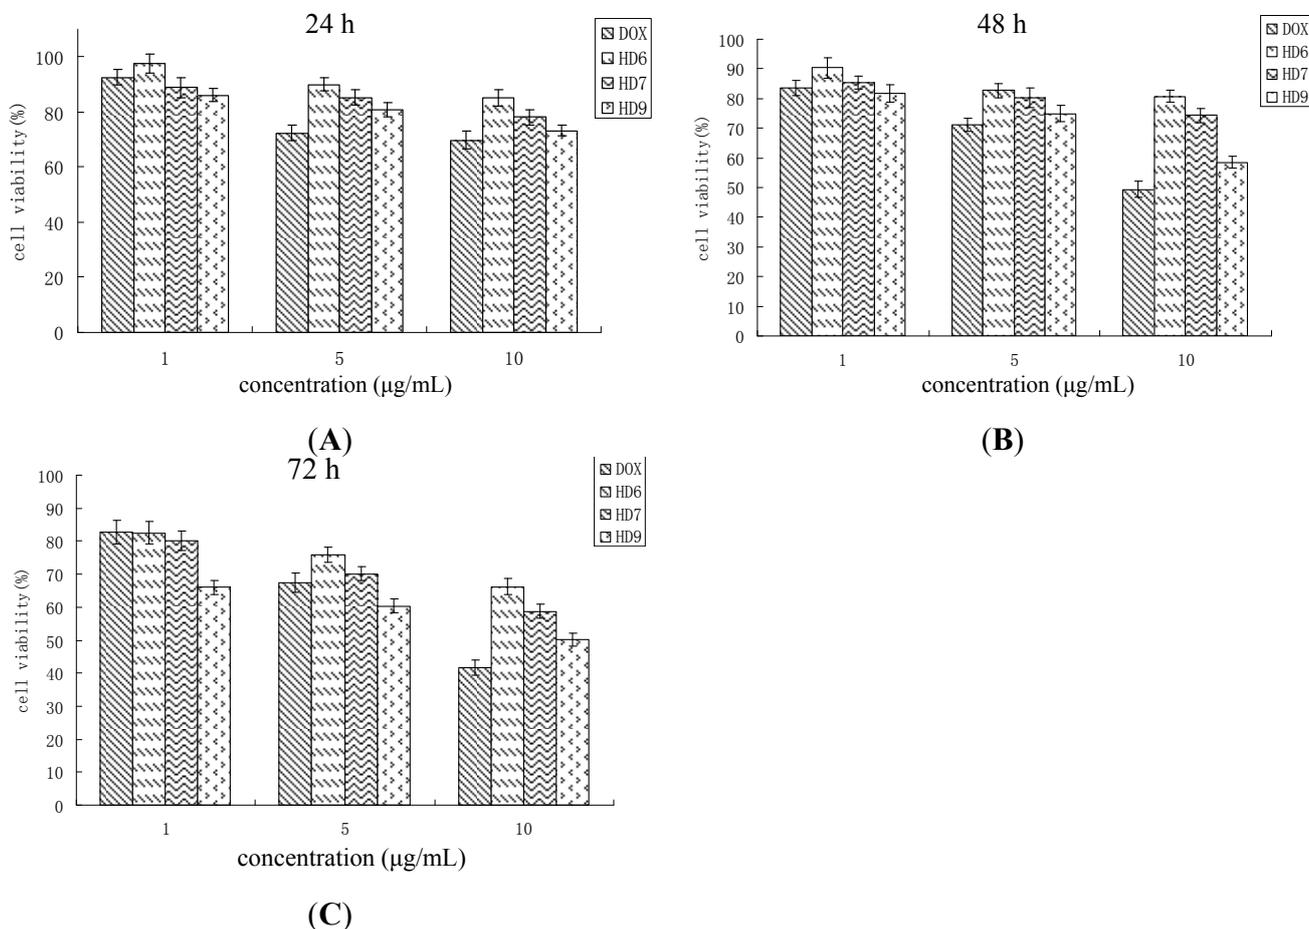 24 h
100
80
60
40
20
0
cell viability(%)
DOX
HD6
HD7
HD9
1 5 10
concentration (μg/mL)
(A)
48 h
100
90
80
70
60
50
40
30
20
10
0
cell viability(%)
DOX
HD6
HD7
HD9
1 5 10
concentration (μg/mL)
(B)
72 h
100
90
80
70
60
50
40
30
20
10
0
cell viability(%)
DOX
HD6
HD7
HD9
1 5 10
concentration (μg/mL)
(C)